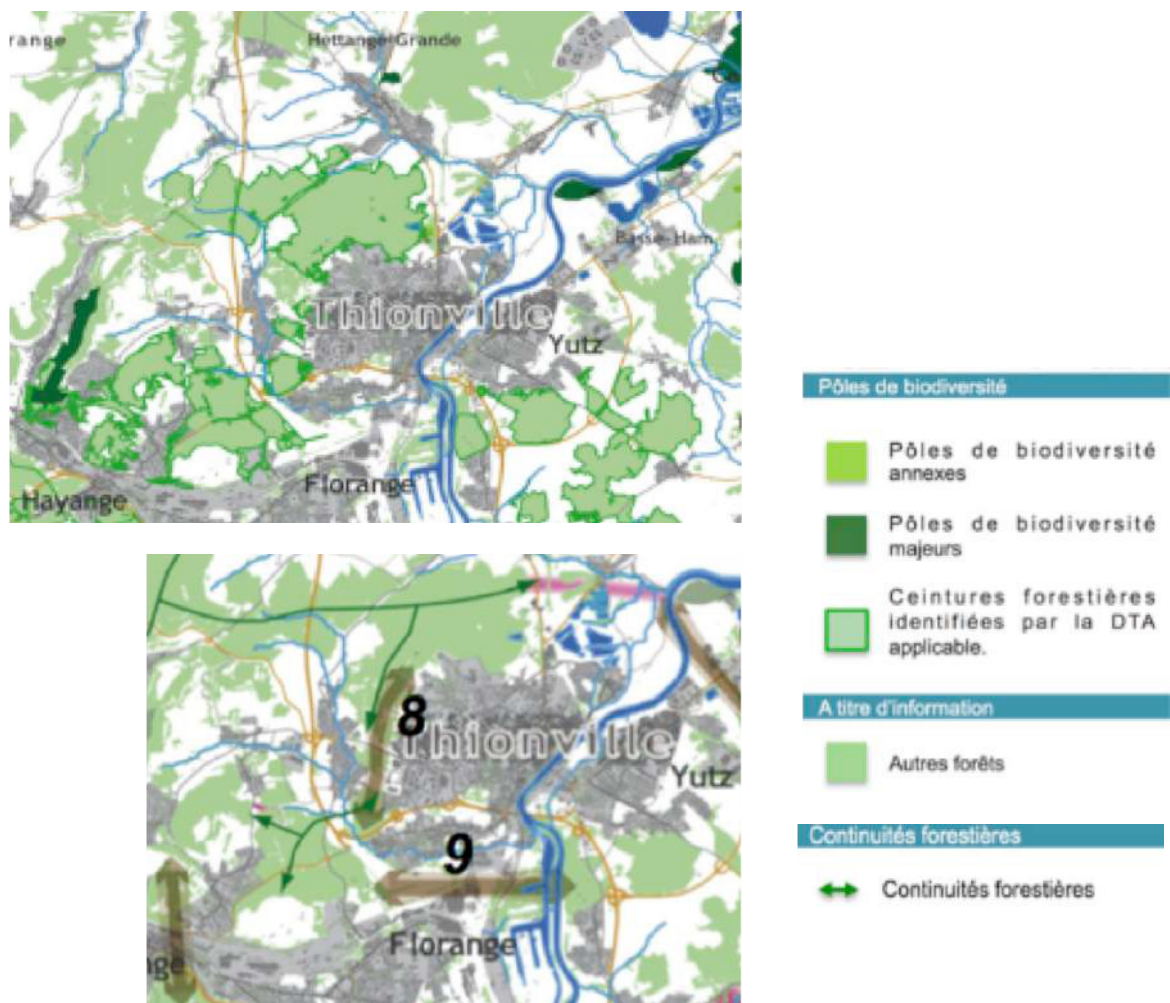 range
Hettange-Grande
Basse-Ham
Thionville
Yutz
Florange
Hayange
8
Thionville
Yutz
9
Florange
nge
Pôles de biodiversité
Pôles de biodiversité
annexes
Pôles de biodiversité
majeurs
Ceintures forestières
identifiées par la DTA
applicable.
A titre d'information
Autres forêts
Continuités forestières
Continuités forestières